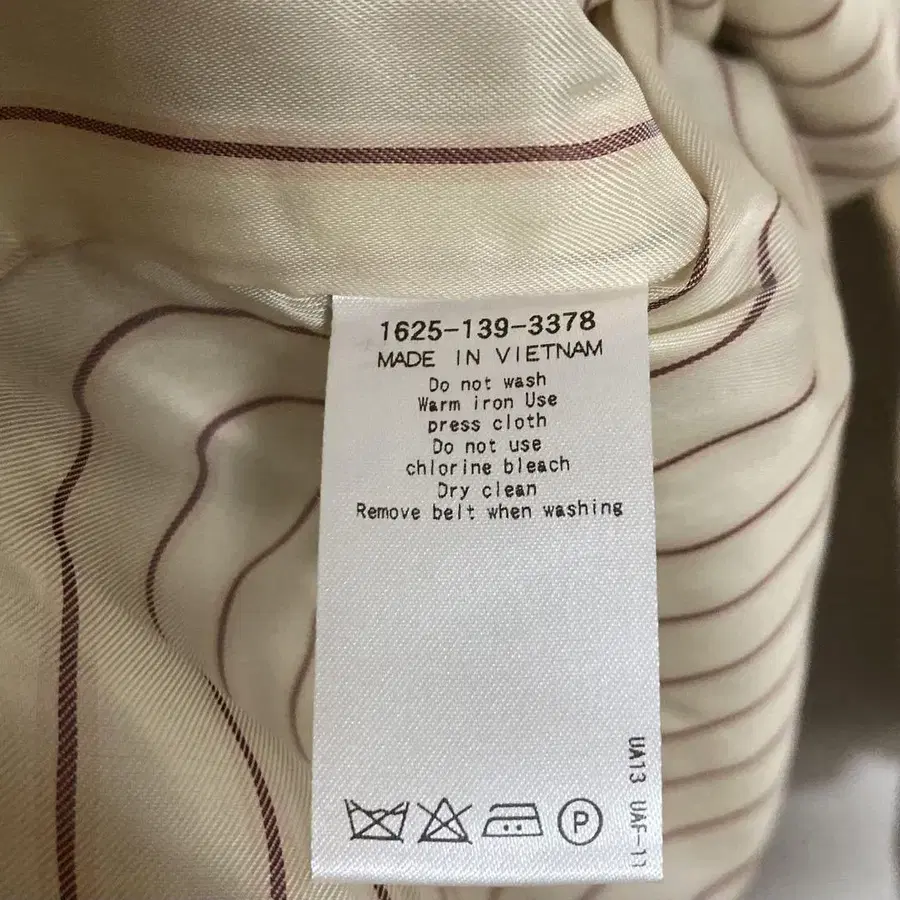 1625-139-3378
MADE IN VIETNAM
Do not wash
Warm iron Use
press cloth
Do not use
chlorine bleach
Dry clean
Remove belt when washing
P
UA13 UAF-11